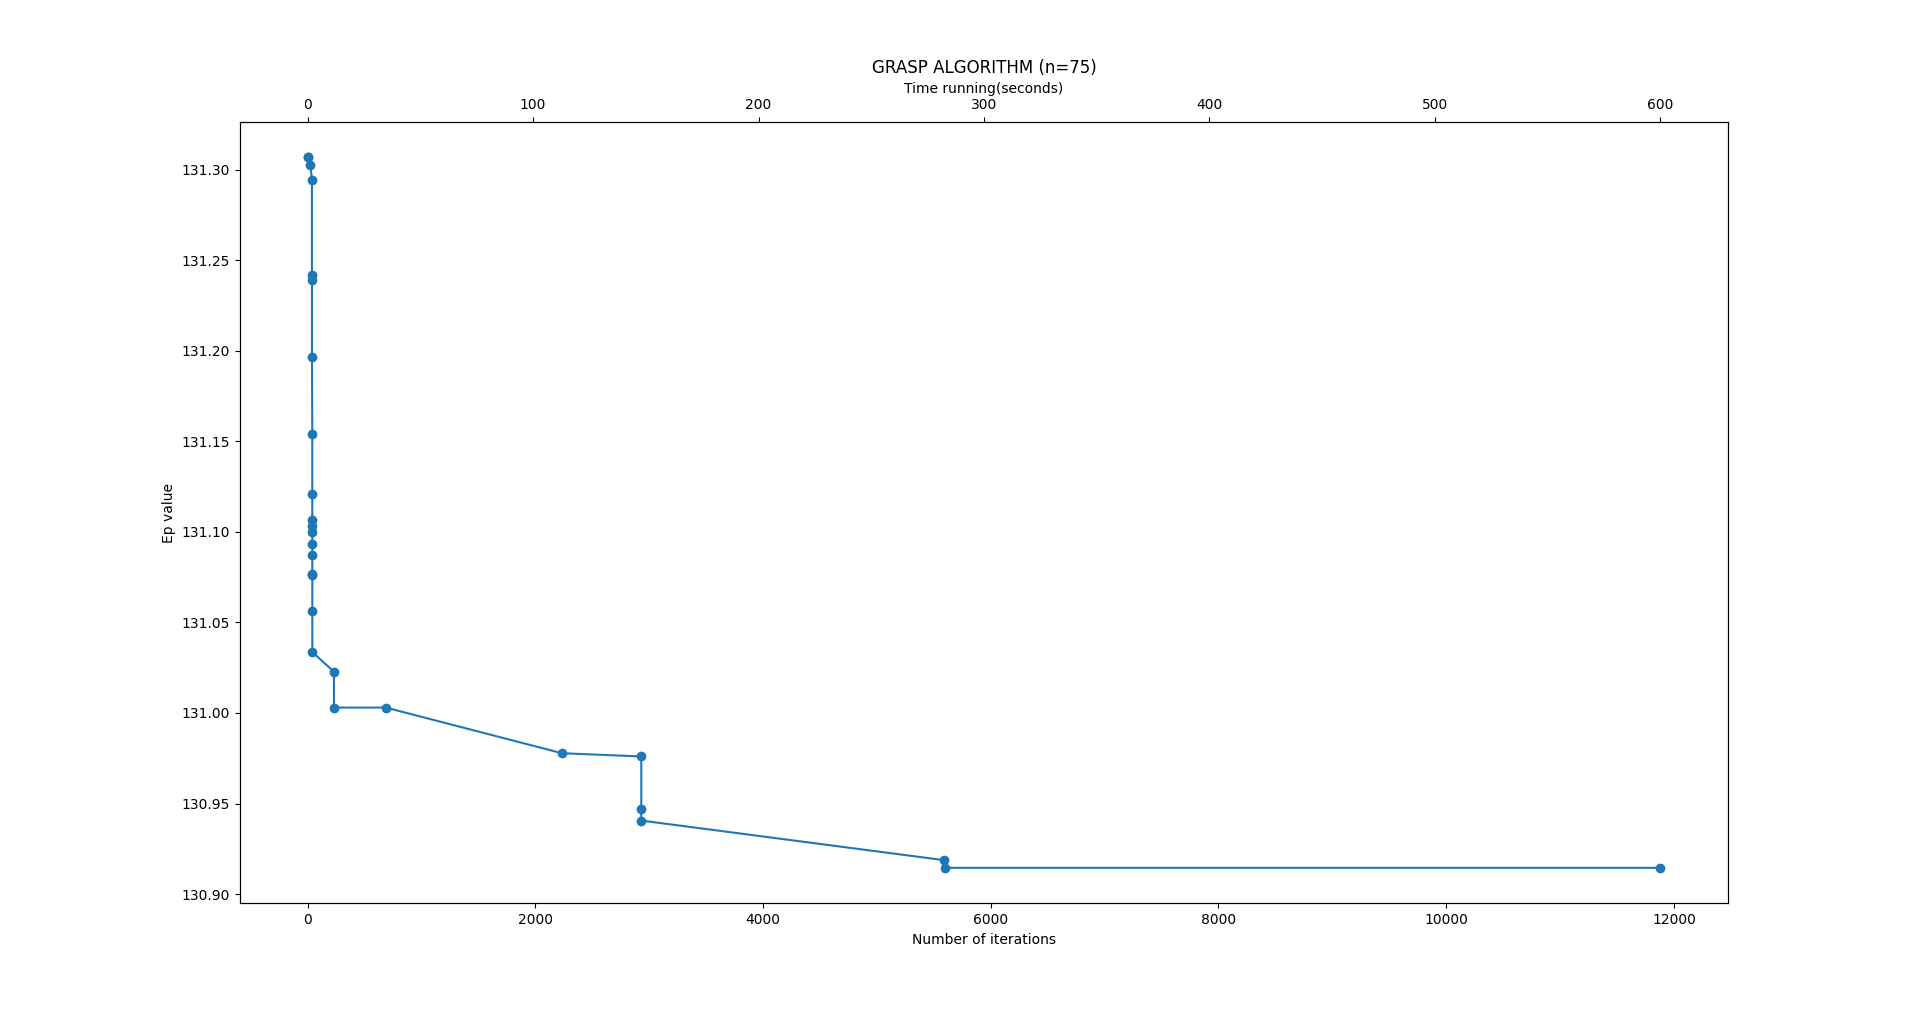 GRASP ALGORITHM (n=75)
Time running(seconds)
0 100 200 300 400 500 600
131.30
131.25
131.20
131.15
131.10
131.05
131.00
130.95
130.90
Ep value
0 2000 4000 6000 8000 10000 12000
Number of iterations